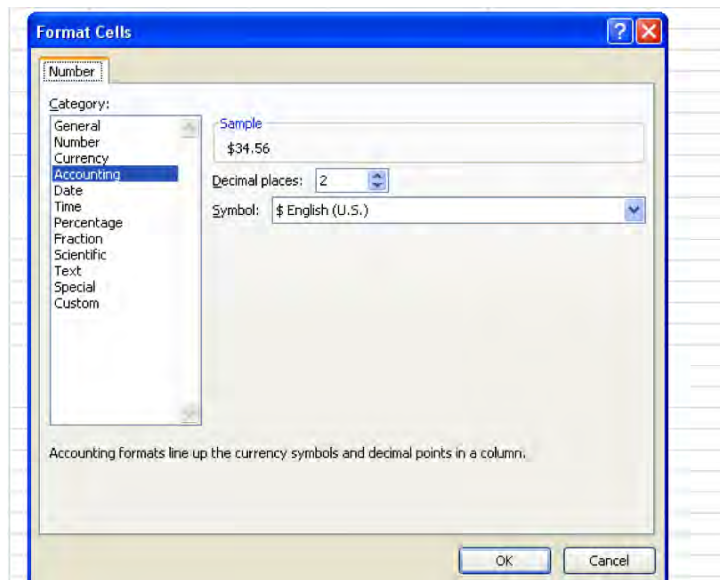 Format Cells
Number
Category:
General
Number
Currency
Accounting
Date
Time
Percentage
Fraction
Scientific
Text
Special
Custom
Sample
$34.56
Decimal places: 2
Symbol: $ English (U.S.)
Accounting formats line up the currency symbols and decimal points in a column.
OK Cancel